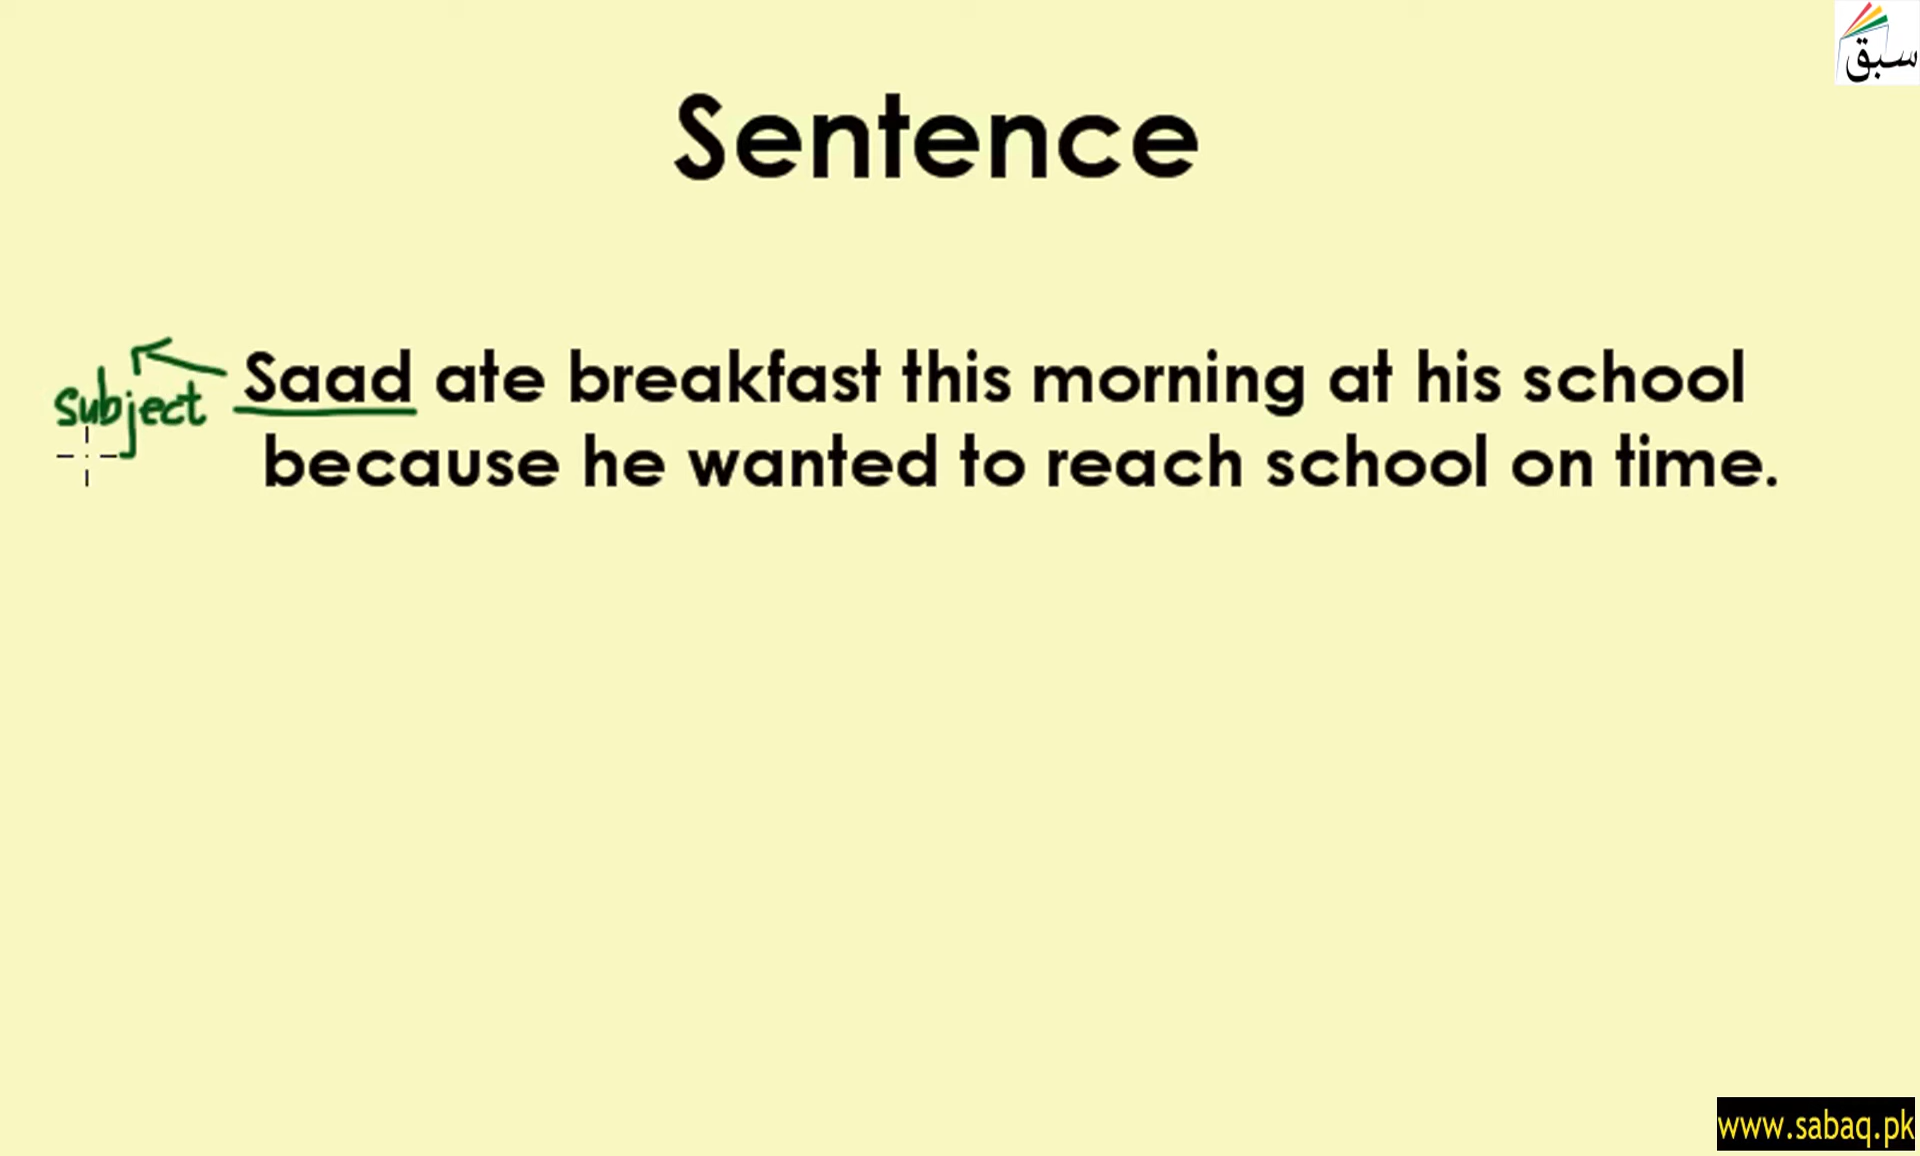 سبق
Sentence
Subject
Saad ate breakfast this morning at his school
because he wanted to reach school on time.
www.sabaq.pk